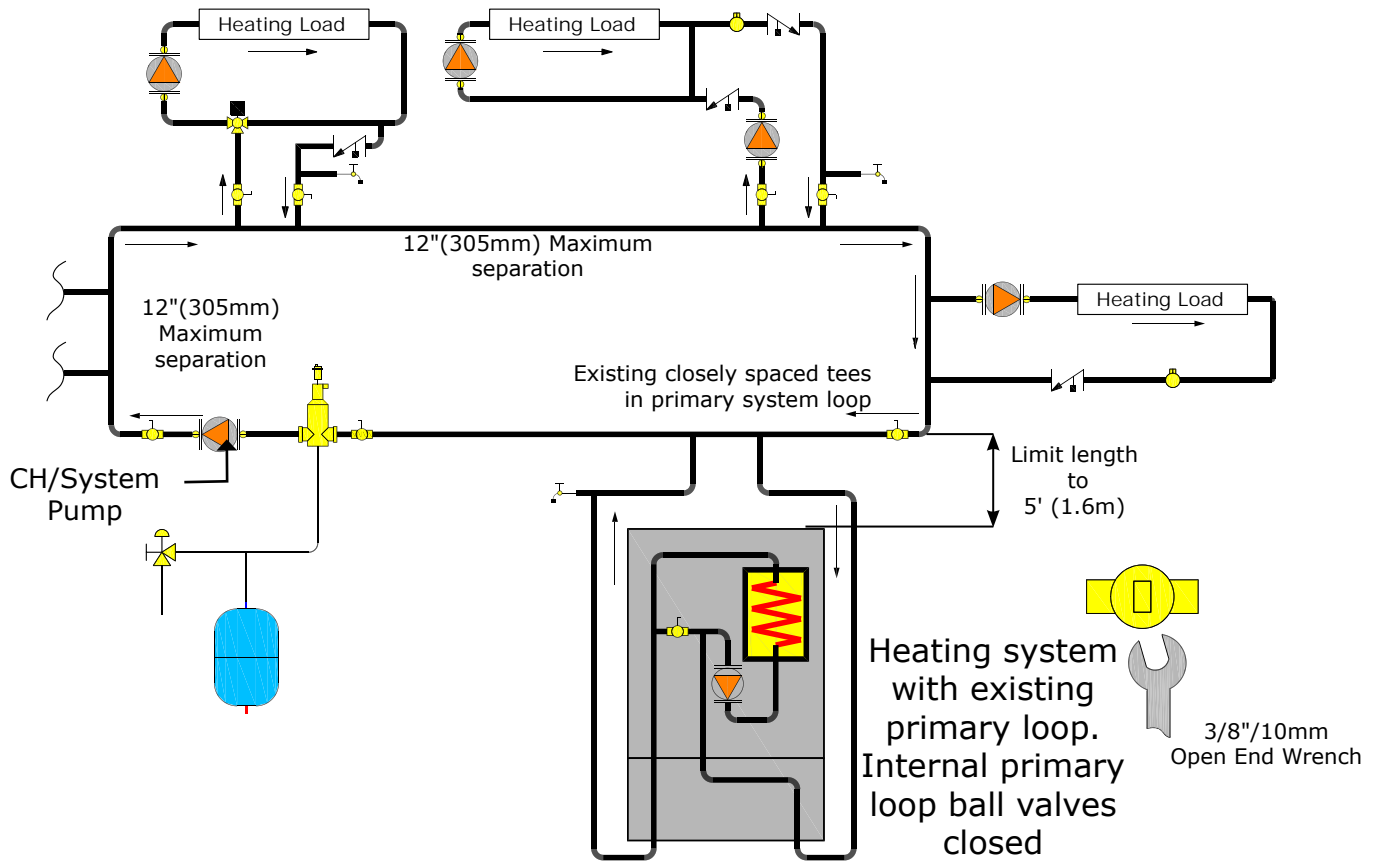 Heating Load
Heating Load
12"(305mm) Maximum
separation
12"(305mm)
Maximum
separation
Heating Load
Existing closely spaced tees
in primary system loop
CH/System
Pump
Limit length
to
5' (1.6m)
Heating system
with existing
primary loop.
Internal primary
loop ball valves
closed
3/8"/10mm
Open End Wrench